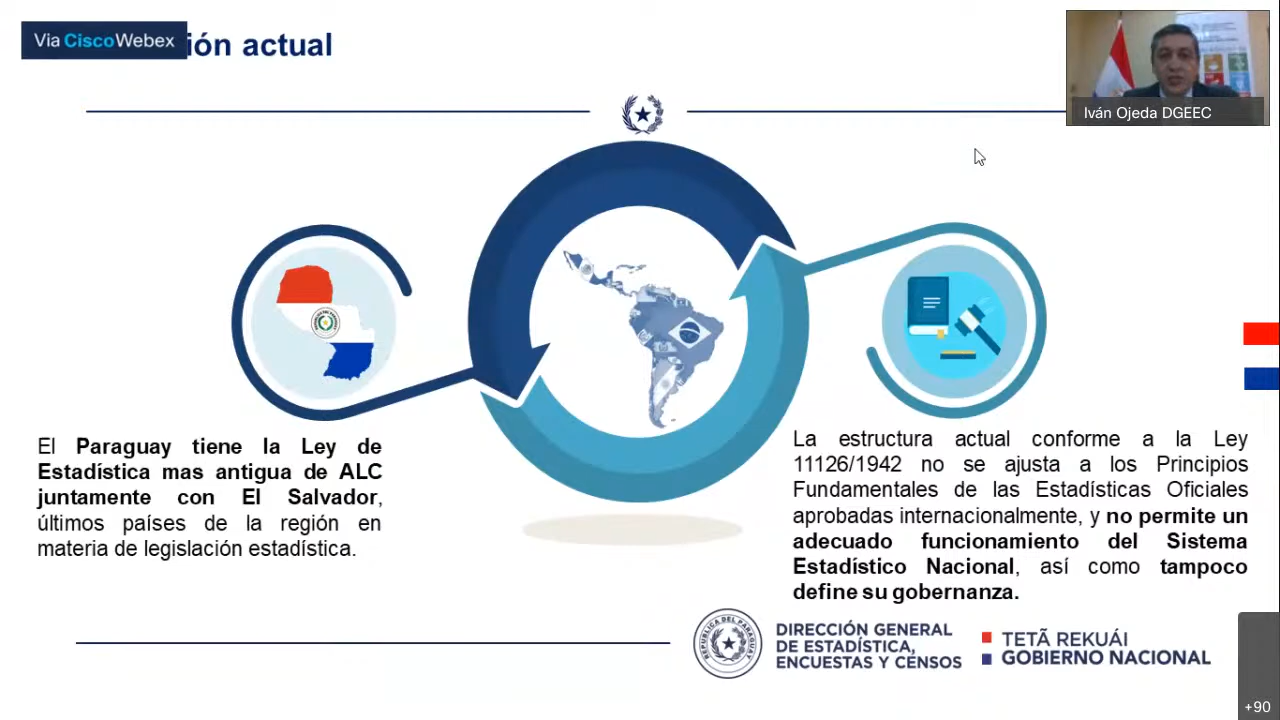 Vía CiscoWebex
ión actual
Iván Ojeda DGEEC
El Paraguay tiene la Ley de
Estadística mas antigua de ALC
juntamente con El Salvador,
últimos países de la región en
materia de legislación estadística.
La estructura actual conforme a la Ley
11126/1942 no se ajusta a los Principios
Fundamentales de las Estadísticas Oficiales
aprobadas internacionalmente, y no permite un
adecuado funcionamiento del Sistema
Estadístico Nacional, así como tampoco
define su gobernanza.
REPUBLICA DEL PARAGUAY
DIRECCIÓN GENERAL
DE ESTADÍSTICA,
ENCUESTAS Y CENSOS
TETÃ REKUÁI
GOBIERNO NACIONAL
+90